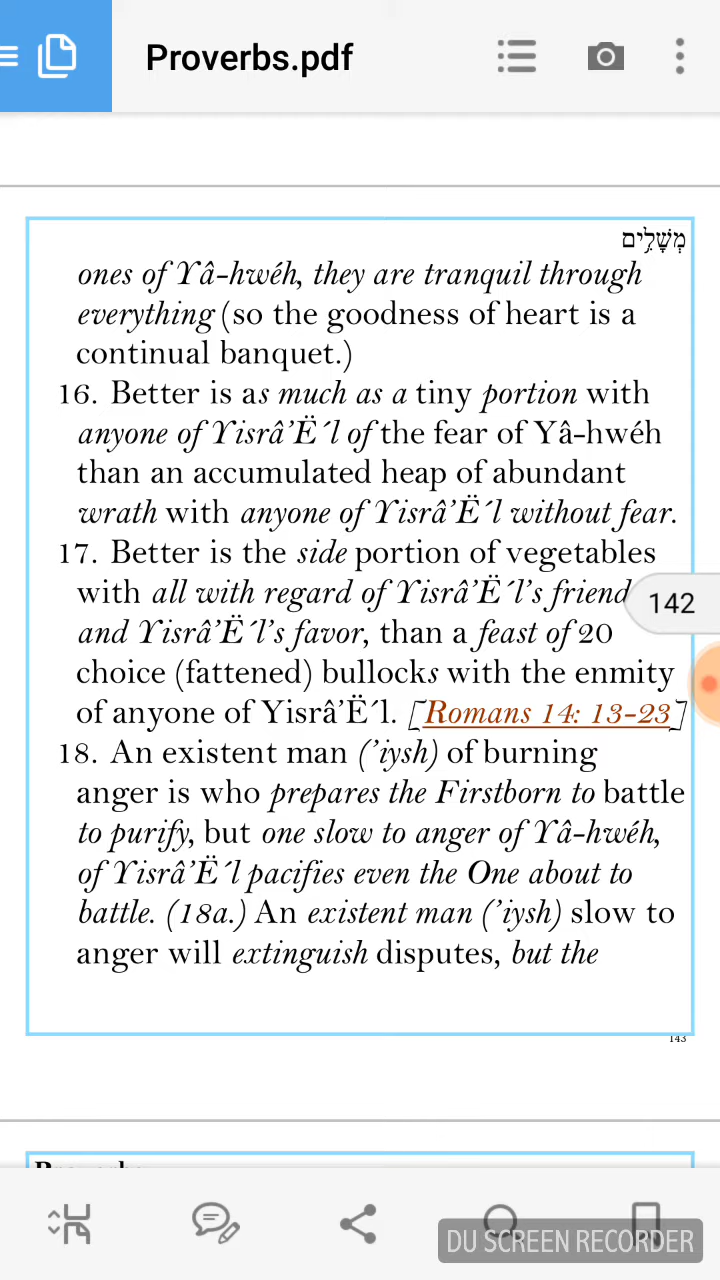 Proverbs.pdf
מְשָׁלִים
ones of Yâ-hwéh, they are tranquil through
everything (so the goodness of heart is a
continual banquet.)
16. Better is as much as a tiny portion with
anyone of Yisrâ’Ë´l of the fear of Yâ-hwéh
than an accumulated heap of abundant
wrath with anyone of Yisrâ’Ë´l without fear.
17. Better is the side portion of vegetables
with all with regard of Yisrâ’Ë´l’s friend
142
and Yisrâ’Ë´l’s favor, than a feast of 20
choice (fattened) bullocks with the enmity
of anyone of Yisrâ’Ë´l. [Romans 14: 13-23]
18. An existent man (’iysh) of burning
anger is who prepares the Firstborn to battle
to purify, but one slow to anger of Yâ-hwéh,
of Yisrâ’Ë´l pacifies even the One about to
battle. (18a.) An existent man (’iysh) slow to
anger will extinguish disputes, but the
143
DU SCREEN RECORDER